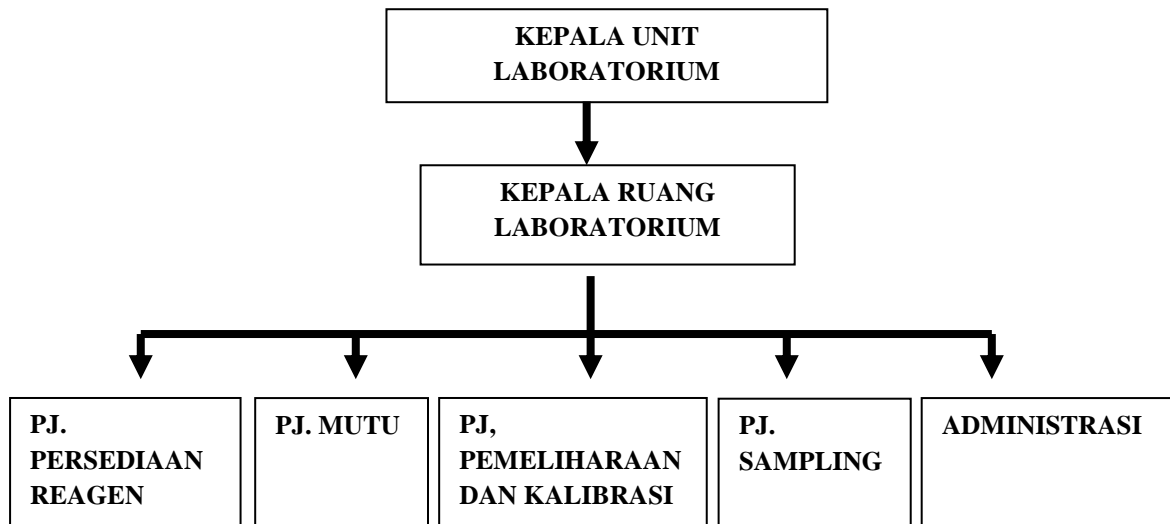 KEPALA UNIT
LABORATORIUM
KEPALA RUANG
LABORATORIUM
PJ.
PERSEDIAAN
REAGEN
PJ. MUTU
PJ,
PEMELIHARAAN
DAN KALIBRASI
PJ.
SAMPLING
ADMINISTRASI